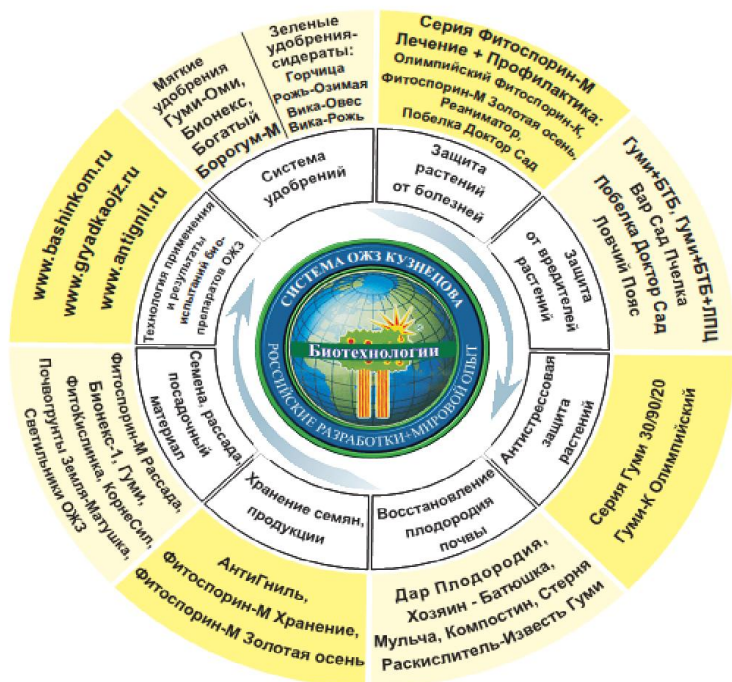 Мягкие
удобрения
Гуми-Оми,
Бионекс,
Богатый
Борогум-М
Зеленые
удобрения-
сидераты:
Горчица
Рожь-Озимая
Вика-Овес
Вика-Рожь
Система
удобрений
Серия Фитоспорин-М
Лечение + Профилактика:
Олимпийский Фитоспорин-К,
Фитоспорин-М Золотая осень,
Реаниматор,
Побелка Доктор Сад
Защита
растений
от болезней
Гуми+БТБ, Гуми+БТБ+ЛПЦ
Вар Сад Пчелка
Побелка Доктор Сад
Ловчий Пояс
Защита
от вредителей
растений
Серия Гуми 30/90/20
Гуми-К Олимпийский
Антистрессовая
защита
растений
Восстановление
плодородия
почвы
Дар Плодородия,
Хозяин - Батюшка,
Мульча, Компостин, Стерня
Раскислитель-Известь Гуми
Хранение семян,
продукции
АнтиГниль,
Фитоспорин-М Хранение,
Фитоспорин-М Золотая осень
Семена, рассада,
посадочный
материал
Фитоспорин-М Рассада,
Бионекс-1, Гуми,
ФитоКислинка, КорнеСил,
Почвогрунты Земля-Матушка,
Светильники ОЖЗ
Технология применения
и результаты
испытаний био-
препаратов ОЖЗ
www.bashinkom.ru
www.gryadkaojz.ru
www.antignil.ru
СИСТЕМА ОЖЗ КУЗНЕЦОВА
Биотехнологии
РОССИЙСКИЕ РАЗРАБОТКИ+МИРОВОЙ ОПЫТ